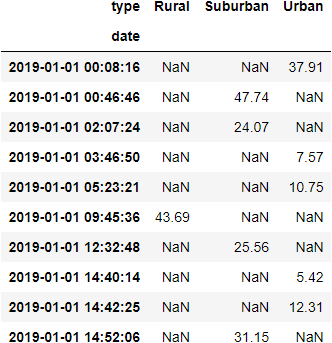 type Rural Suburban Urban
date
2019-01-01 00:08:16 NaN NaN 37.91
2019-01-01 00:46:46 NaN 47.74 NaN
2019-01-01 02:07:24 NaN 24.07 NaN
2019-01-01 03:46:50 NaN NaN 7.57
2019-01-01 05:23:21 NaN NaN 10.75
2019-01-01 09:45:36 43.69 NaN NaN
2019-01-01 12:32:48 NaN 25.56 NaN
2019-01-01 14:40:14 NaN NaN 5.42
2019-01-01 14:42:25 NaN NaN 12.31
2019-01-01 14:52:06 NaN 31.15 NaN